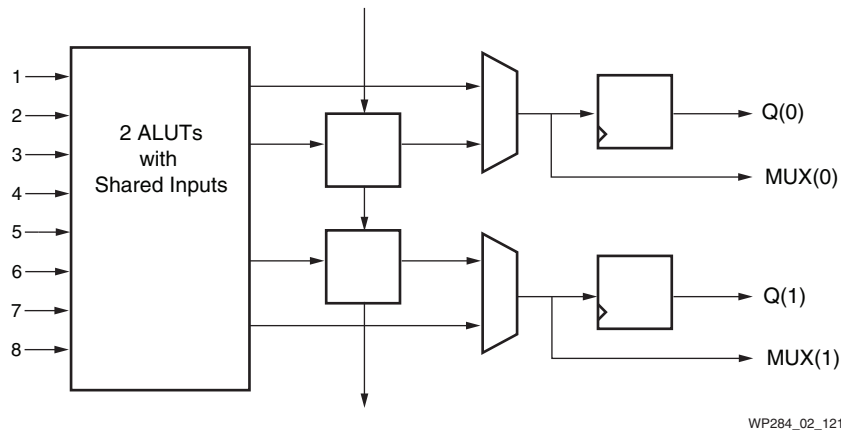 1
2
3
4
5
6
7
8
2 ALUTs
with
Shared Inputs
Q(0)
MUX(0)
Q(1)
MUX(1)
WP284_02_121